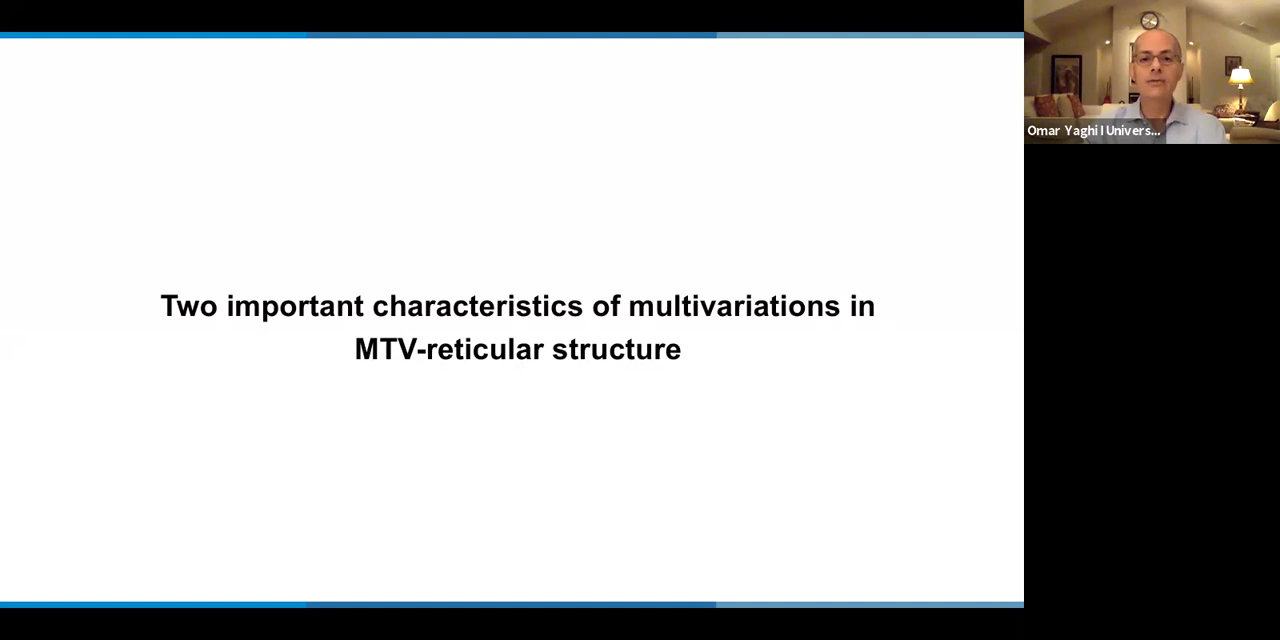 Two important characteristics of multivariations in
MTV-reticular structure
Omar Yaghi I Univers...